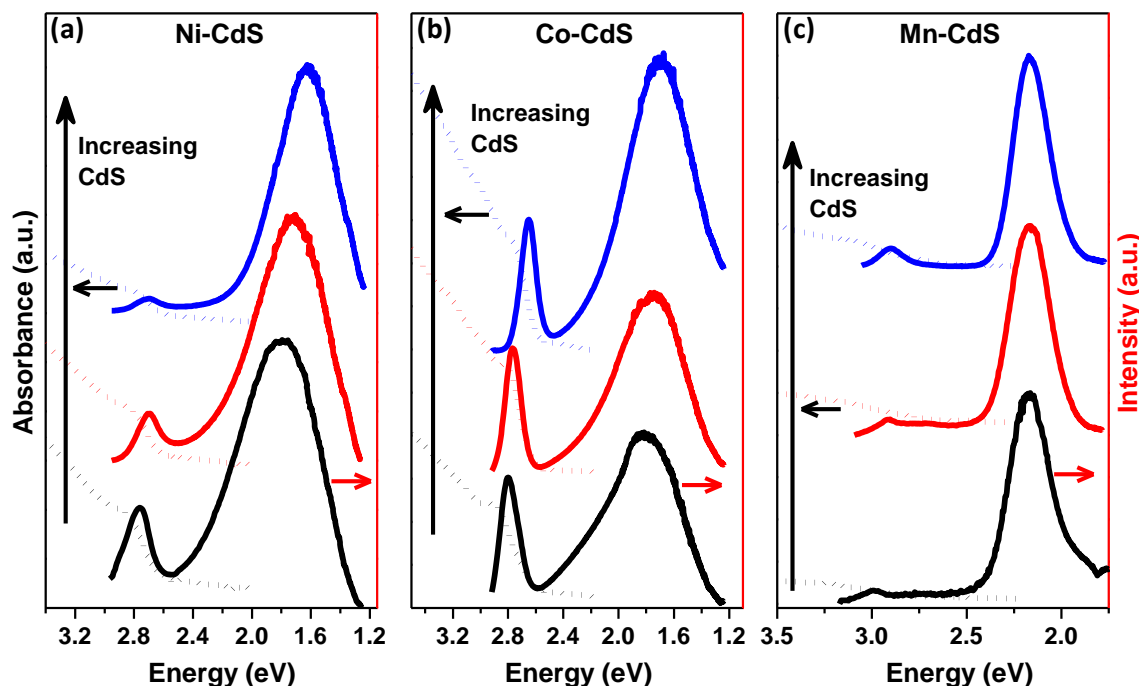 (a)
Ni-CdS
(b)
Co-CdS
(c)
Mn-CdS
Increasing
CdS
Increasing
CdS
Increasing
CdS
Absorbance (a.u.)
Intensity (a.u.)
3.2 2.8 2.4 2.0 1.6 1.2
3.2 2.8 2.4 2.0 1.6 1.2
3.5 3.0 2.5 2.0
Energy (eV)
Energy (eV)
Energy (eV)